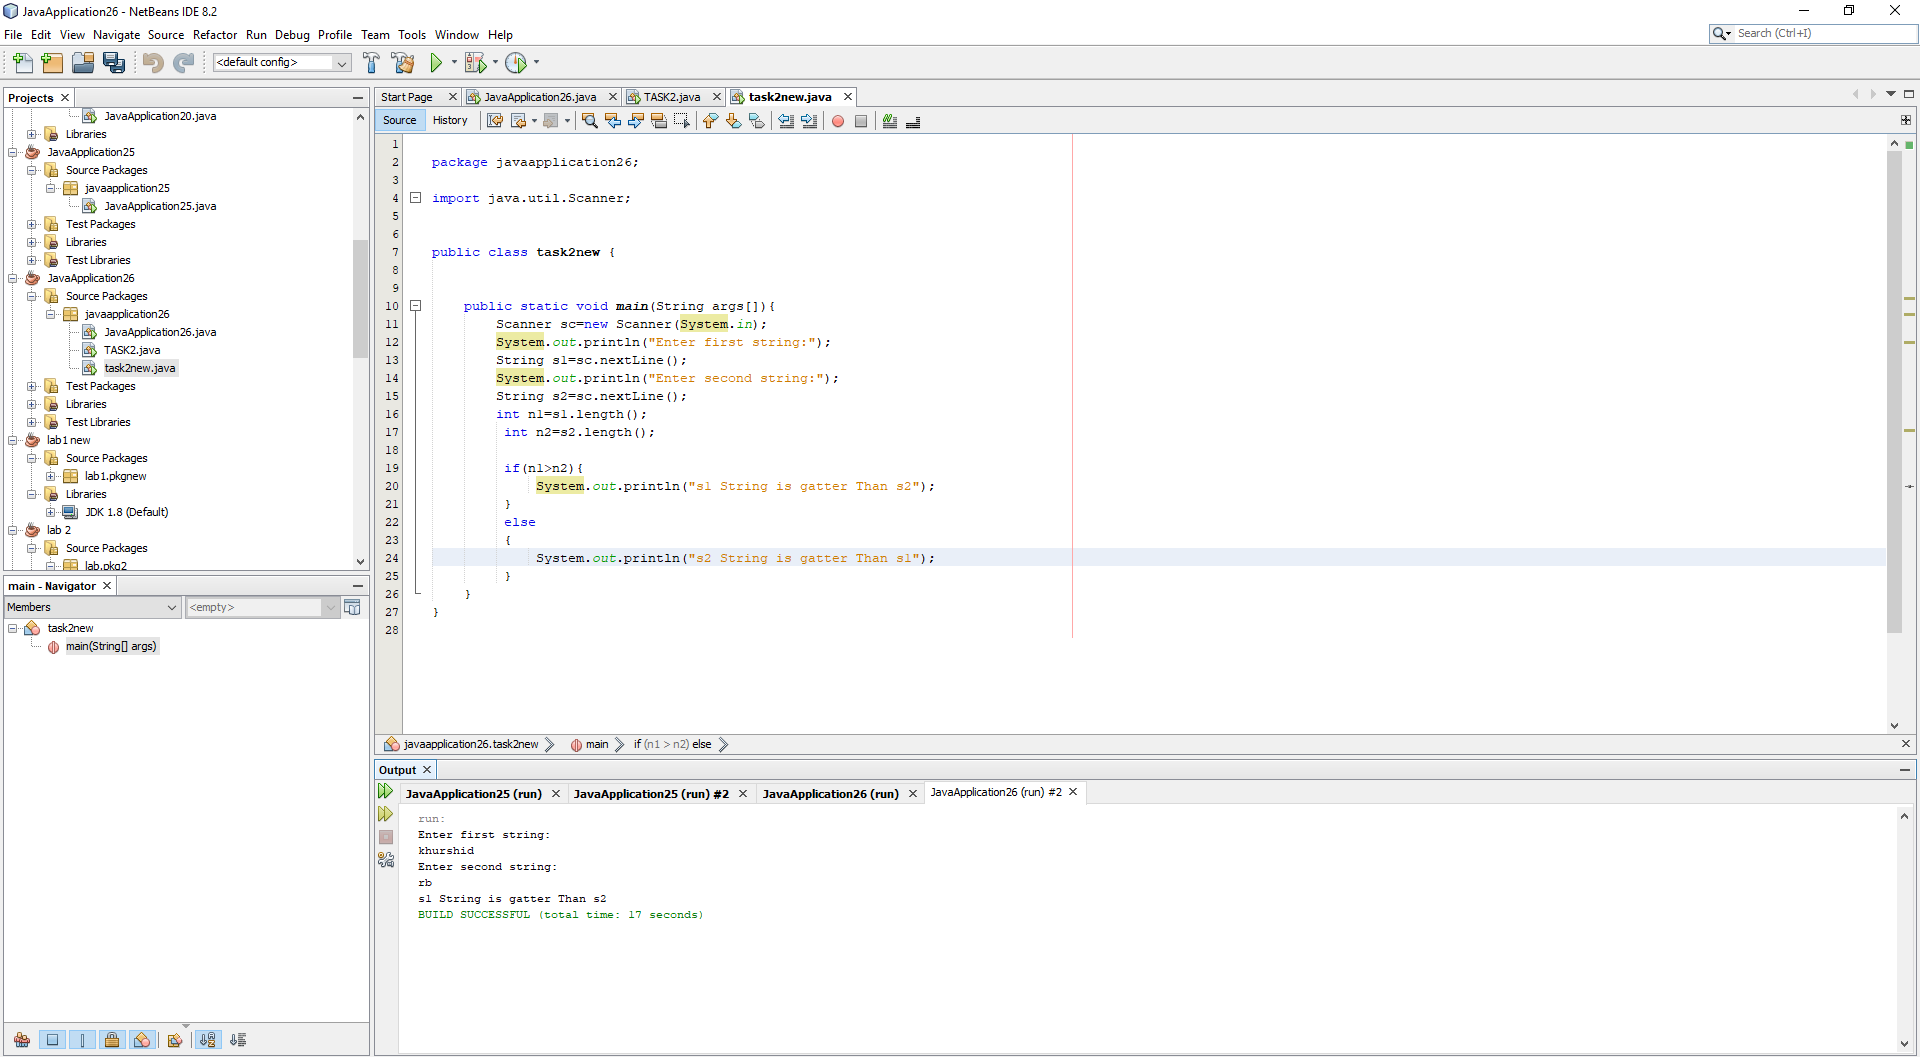 JavaApplication26 - NetBeans IDE 8.2
File Edit View Navigate Source Refactor Run Debug Profile Team Tools Window Help
Search (Ctrl+I)
<default config>
Projects
JavaApplication20.java
Libraries
JavaApplication25
Source Packages
javaapplication25
JavaApplication25.java
Test Packages
Libraries
Test Libraries
JavaApplication26
Source Packages
javaapplication26
JavaApplication26.java
TASK2.java
task2new.java
Test Packages
Libraries
Test Libraries
lab1 new
Source Packages
lab1.pkgnew
Libraries
JDK 1.8 (Default)
lab 2
Source Packages
lab.pkg2
main - Navigator
Members <empty>
task2new
main(String[] args)
Start Page JavaApplication26.java TASK2.java task2new.java
Source History
1
2 package javaapplication26;
3
4 import java.util.Scanner;
5
6
7 public class task2new {
8
9
10 public static void main(String args[]){
11 Scanner sc=new Scanner(System.in);
12 System.out.println("Enter first string:");
13 String s1=sc.nextLine();
14 System.out.println("Enter second string:");
15 String s2=sc.nextLine();
16 int n1=s1.length();
17 int n2=s2.length();
18
19 if(n1>n2){
20 System.out.println("s1 String is gatter Than s2");
21 }
22 else
23 {
24 System.out.println("s2 String is gatter Than s1");
25 }
26 }
27 }
28
javaapplication26.task2new main if (n1 > n2) else
Output
JavaApplication25 (run) JavaApplication25 (run) #2 JavaApplication26 (run) JavaApplication26 (run) #2
run:
Enter first string:
khurshid
Enter second string:
rb
s1 String is gatter Than s2
BUILD SUCCESSFUL (total time: 17 seconds)